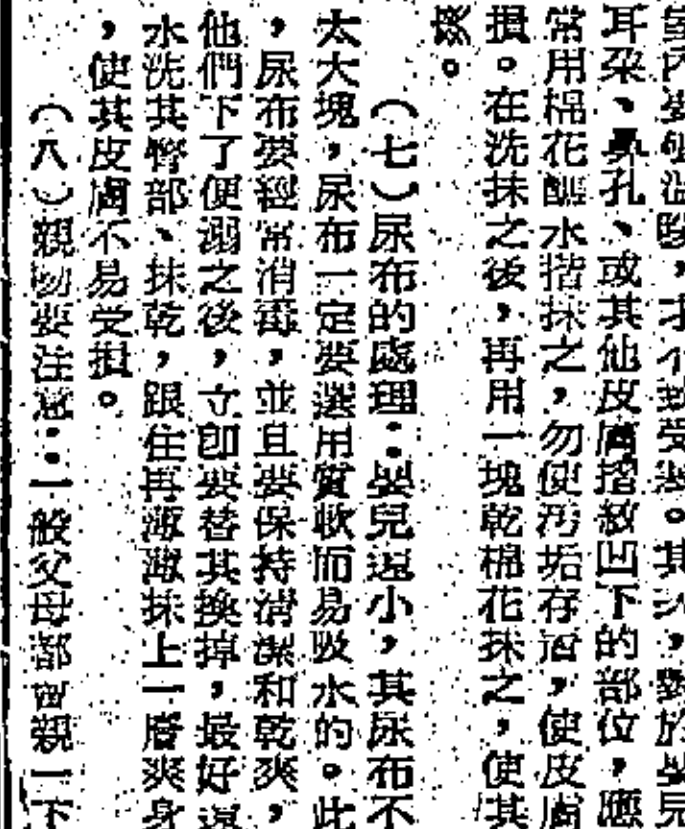 室內要夠溫暖，才不致受寒。其次，對於嬰兒
耳朶、鼻孔、或其他皮膚摺紋凹下的部位，應
常用棉花醮水揩抹之，勿使汚垢存留，使皮膚
損。在洗抹之後，再用一塊乾棉花抹之，使其
（七）尿布的處理：嬰兒還小，其尿布不
太大塊，尿布一定要選用質軟而易吸水的。此
，尿布要經常消毒，並且要保持清潔和乾爽，
他們下了便溺之後，立卽要替其換掉，最好還
水洗其臀部、抹乾，跟住再薄薄抹上一層爽身
，使其皮膚不易受損。
（八）親吻要注意：一般父母都會親一下